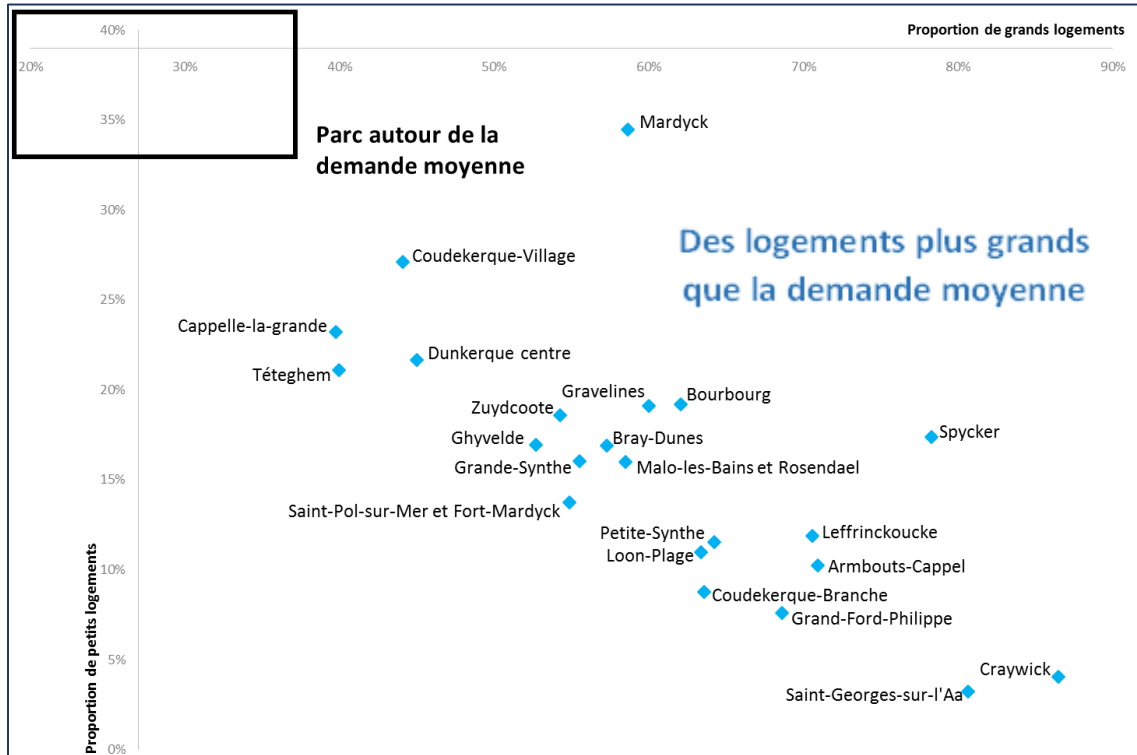 Proportion de grands logements
40%
20%
30%
40%
50%
60%
70%
80%
90%
35%
Mardyck
Parc autour de la
demande moyenne
30%
Des logements plus grands
que la demande moyenne
Coudekerque-Village
25%
Cappelle-la-grande
Dunkerque centre
Téteghem
20%
Gravelines
Bourbourg
Zuydcoote
Spycker
Ghyvelde
Bray-Dunes
Grande-Synthe
Malo-les-Bains et Rosendael
15%
Saint-Pol-sur-Mer et Fort-Mardyck
Petite-Synthe
Leffrinckoucke
Loon-Plage
10%
Armbouts-Cappel
Coudekerque-Branche
Grand-Ford-Philippe
5%
Craywick
Saint-Georges-sur-l'Aa
0%
Proportion de petits logements